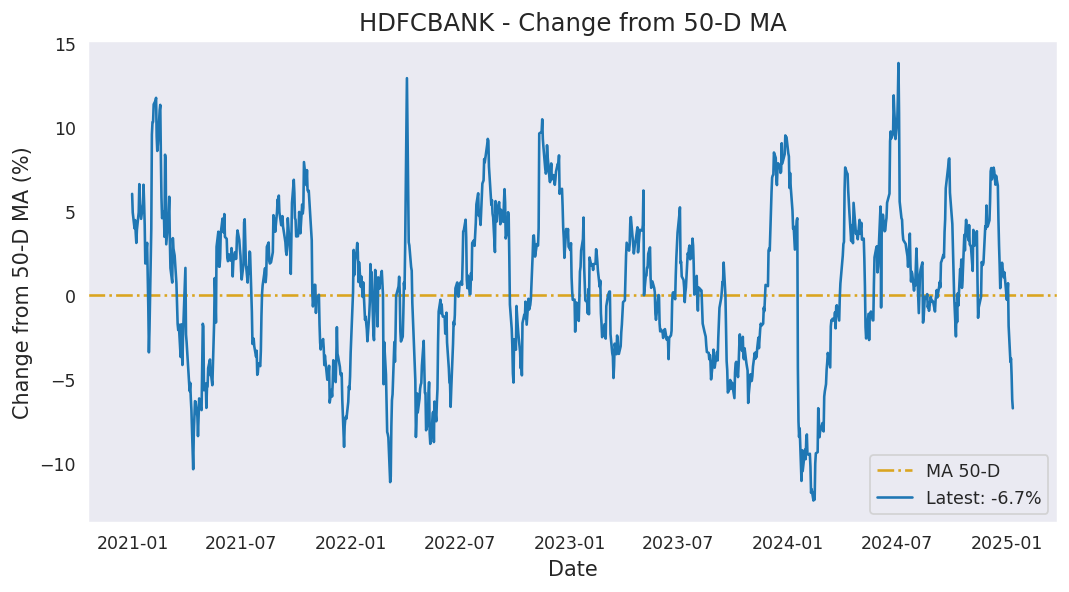 HDFCBANK - Change from 50-D MA
Change from 50-D MA (%)
15
10
5
0
−5
−10
MA 50-D
Latest: -6.7%
2021-01 2021-07 2022-01 2022-07 2023-01 2023-07 2024-01 2024-07 2025-01
Date